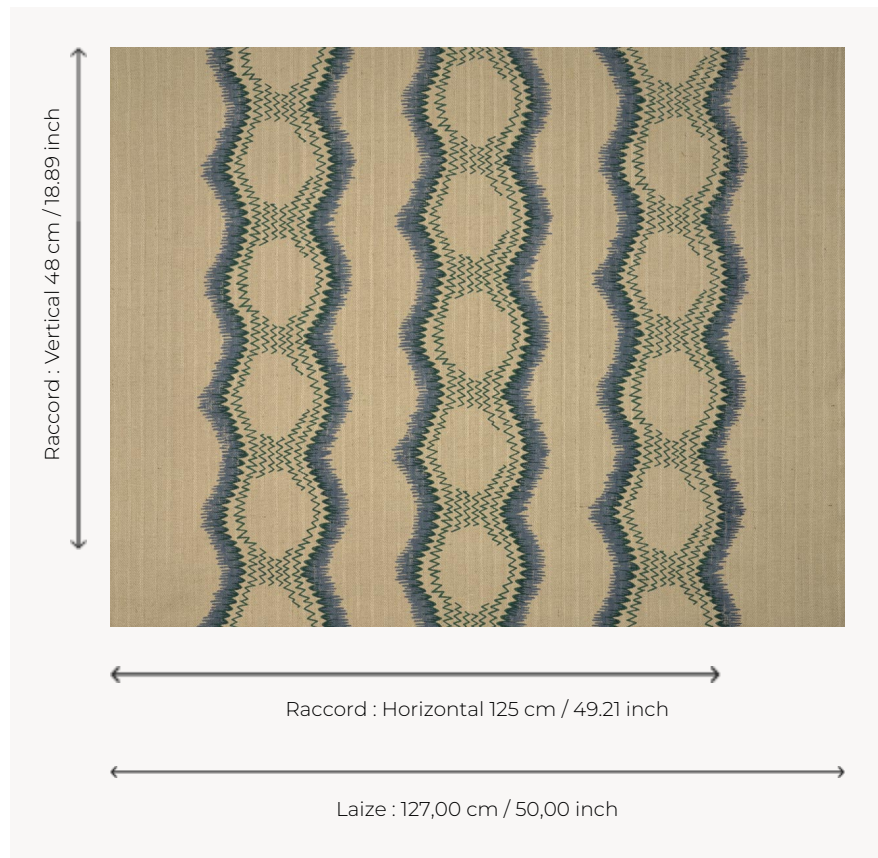 Raccord : Vertical 48 cm / 18.89 inch
Raccord : Horizontal 125 cm / 49.21 inch
Laize : 127,00 cm / 50,00 inch